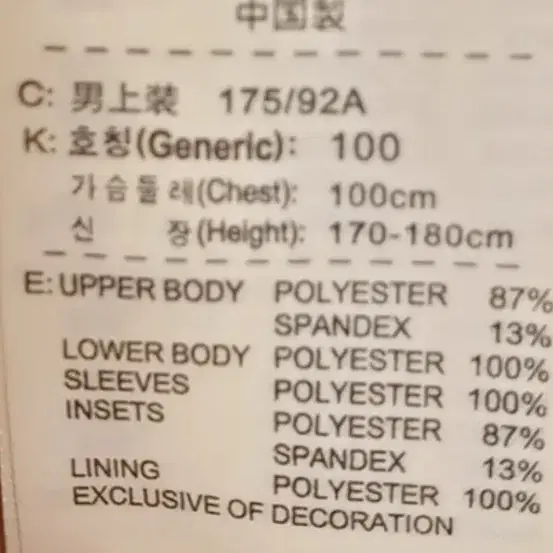 中国製
C: 男上装 175/92A
K: 호칭(Generic): 100
가슴둘레(Chest): 100cm
신 장(Height): 170-180cm
E: UPPER BODY POLYESTER 87%
SPANDEX 13%
LOWER BODY POLYESTER 100%
SLEEVES POLYESTER 100%
INSETS POLYESTER 87%
SPANDEX 13%
LINING POLYESTER 100%
EXCLUSIVE OF DECORATION